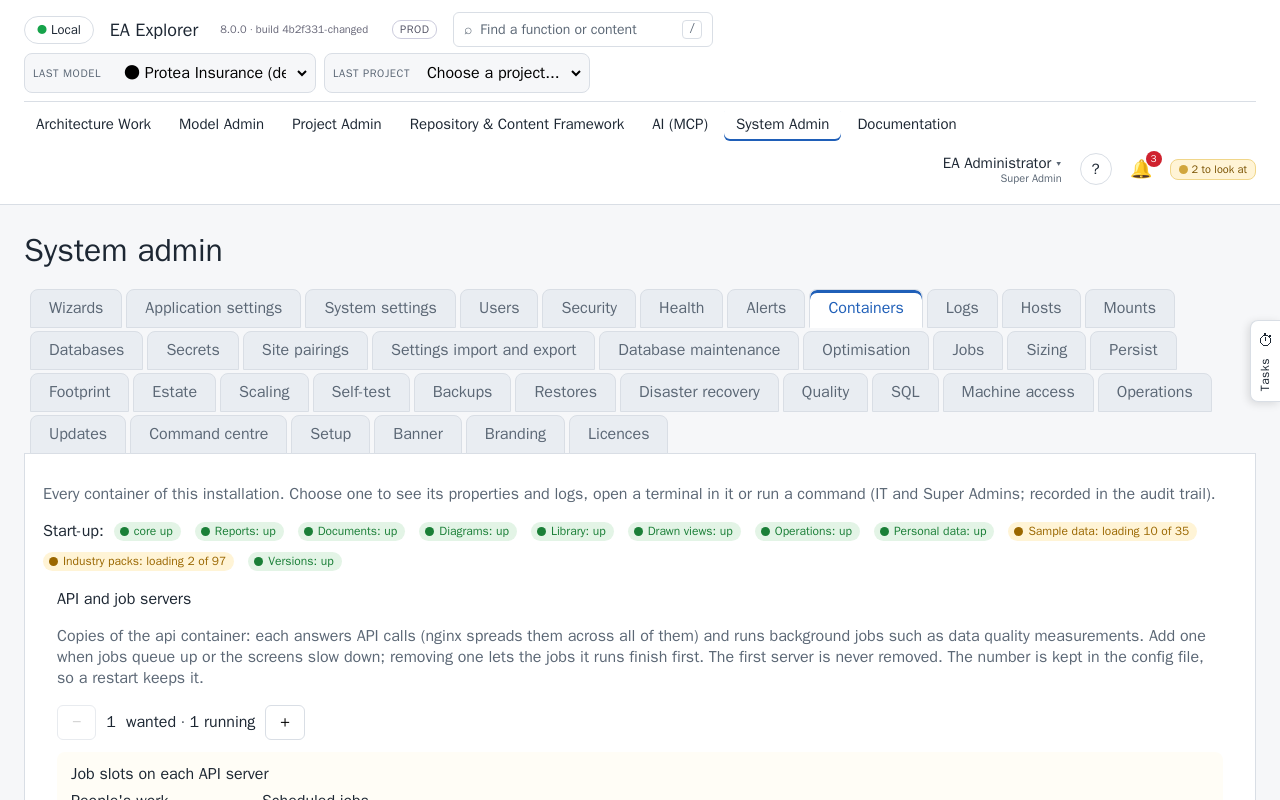 Local EA Explorer 8.0.0 · build 4b2f331-changed PROD Find a function or content /
LAST MODEL Protea Insurance (de LAST PROJECT Choose a project...
Architecture Work Model Admin Project Admin Repository & Content Framework AI (MCP) System Admin Documentation
EA Administrator ▾ ? 3 2 to look at
Super Admin
System admin
Wizards Application settings System settings Users Security Health Alerts Containers Logs Hosts Mounts
Tasks
Databases Secrets Site pairings Settings import and export Database maintenance Optimisation Jobs Sizing Persist
Footprint Estate Scaling Self-test Backups Restores Disaster recovery Quality SQL Machine access Operations
Updates Command centre Setup Banner Branding Licences
Every container of this installation. Choose one to see its properties and logs, open a terminal in it or run a command (IT and Super Admins; recorded in the audit trail).
Start-up: core up Reports: up Documents: up Diagrams: up Library: up Drawn views: up Operations: up Personal data: up Sample data: loading 10 of 35
Industry packs: loading 2 of 97 Versions: up
API and job servers
Copies of the api container: each answers API calls (nginx spreads them across all of them) and runs background jobs such as data quality measurements. Add one
when jobs queue up or the screens slow down; removing one lets the jobs it runs finish first. The first server is never removed. The number is kept in the config file,
so a restart keeps it.
− 1 wanted · 1 running +
Job slots on each API server
People's work Scheduled jobs